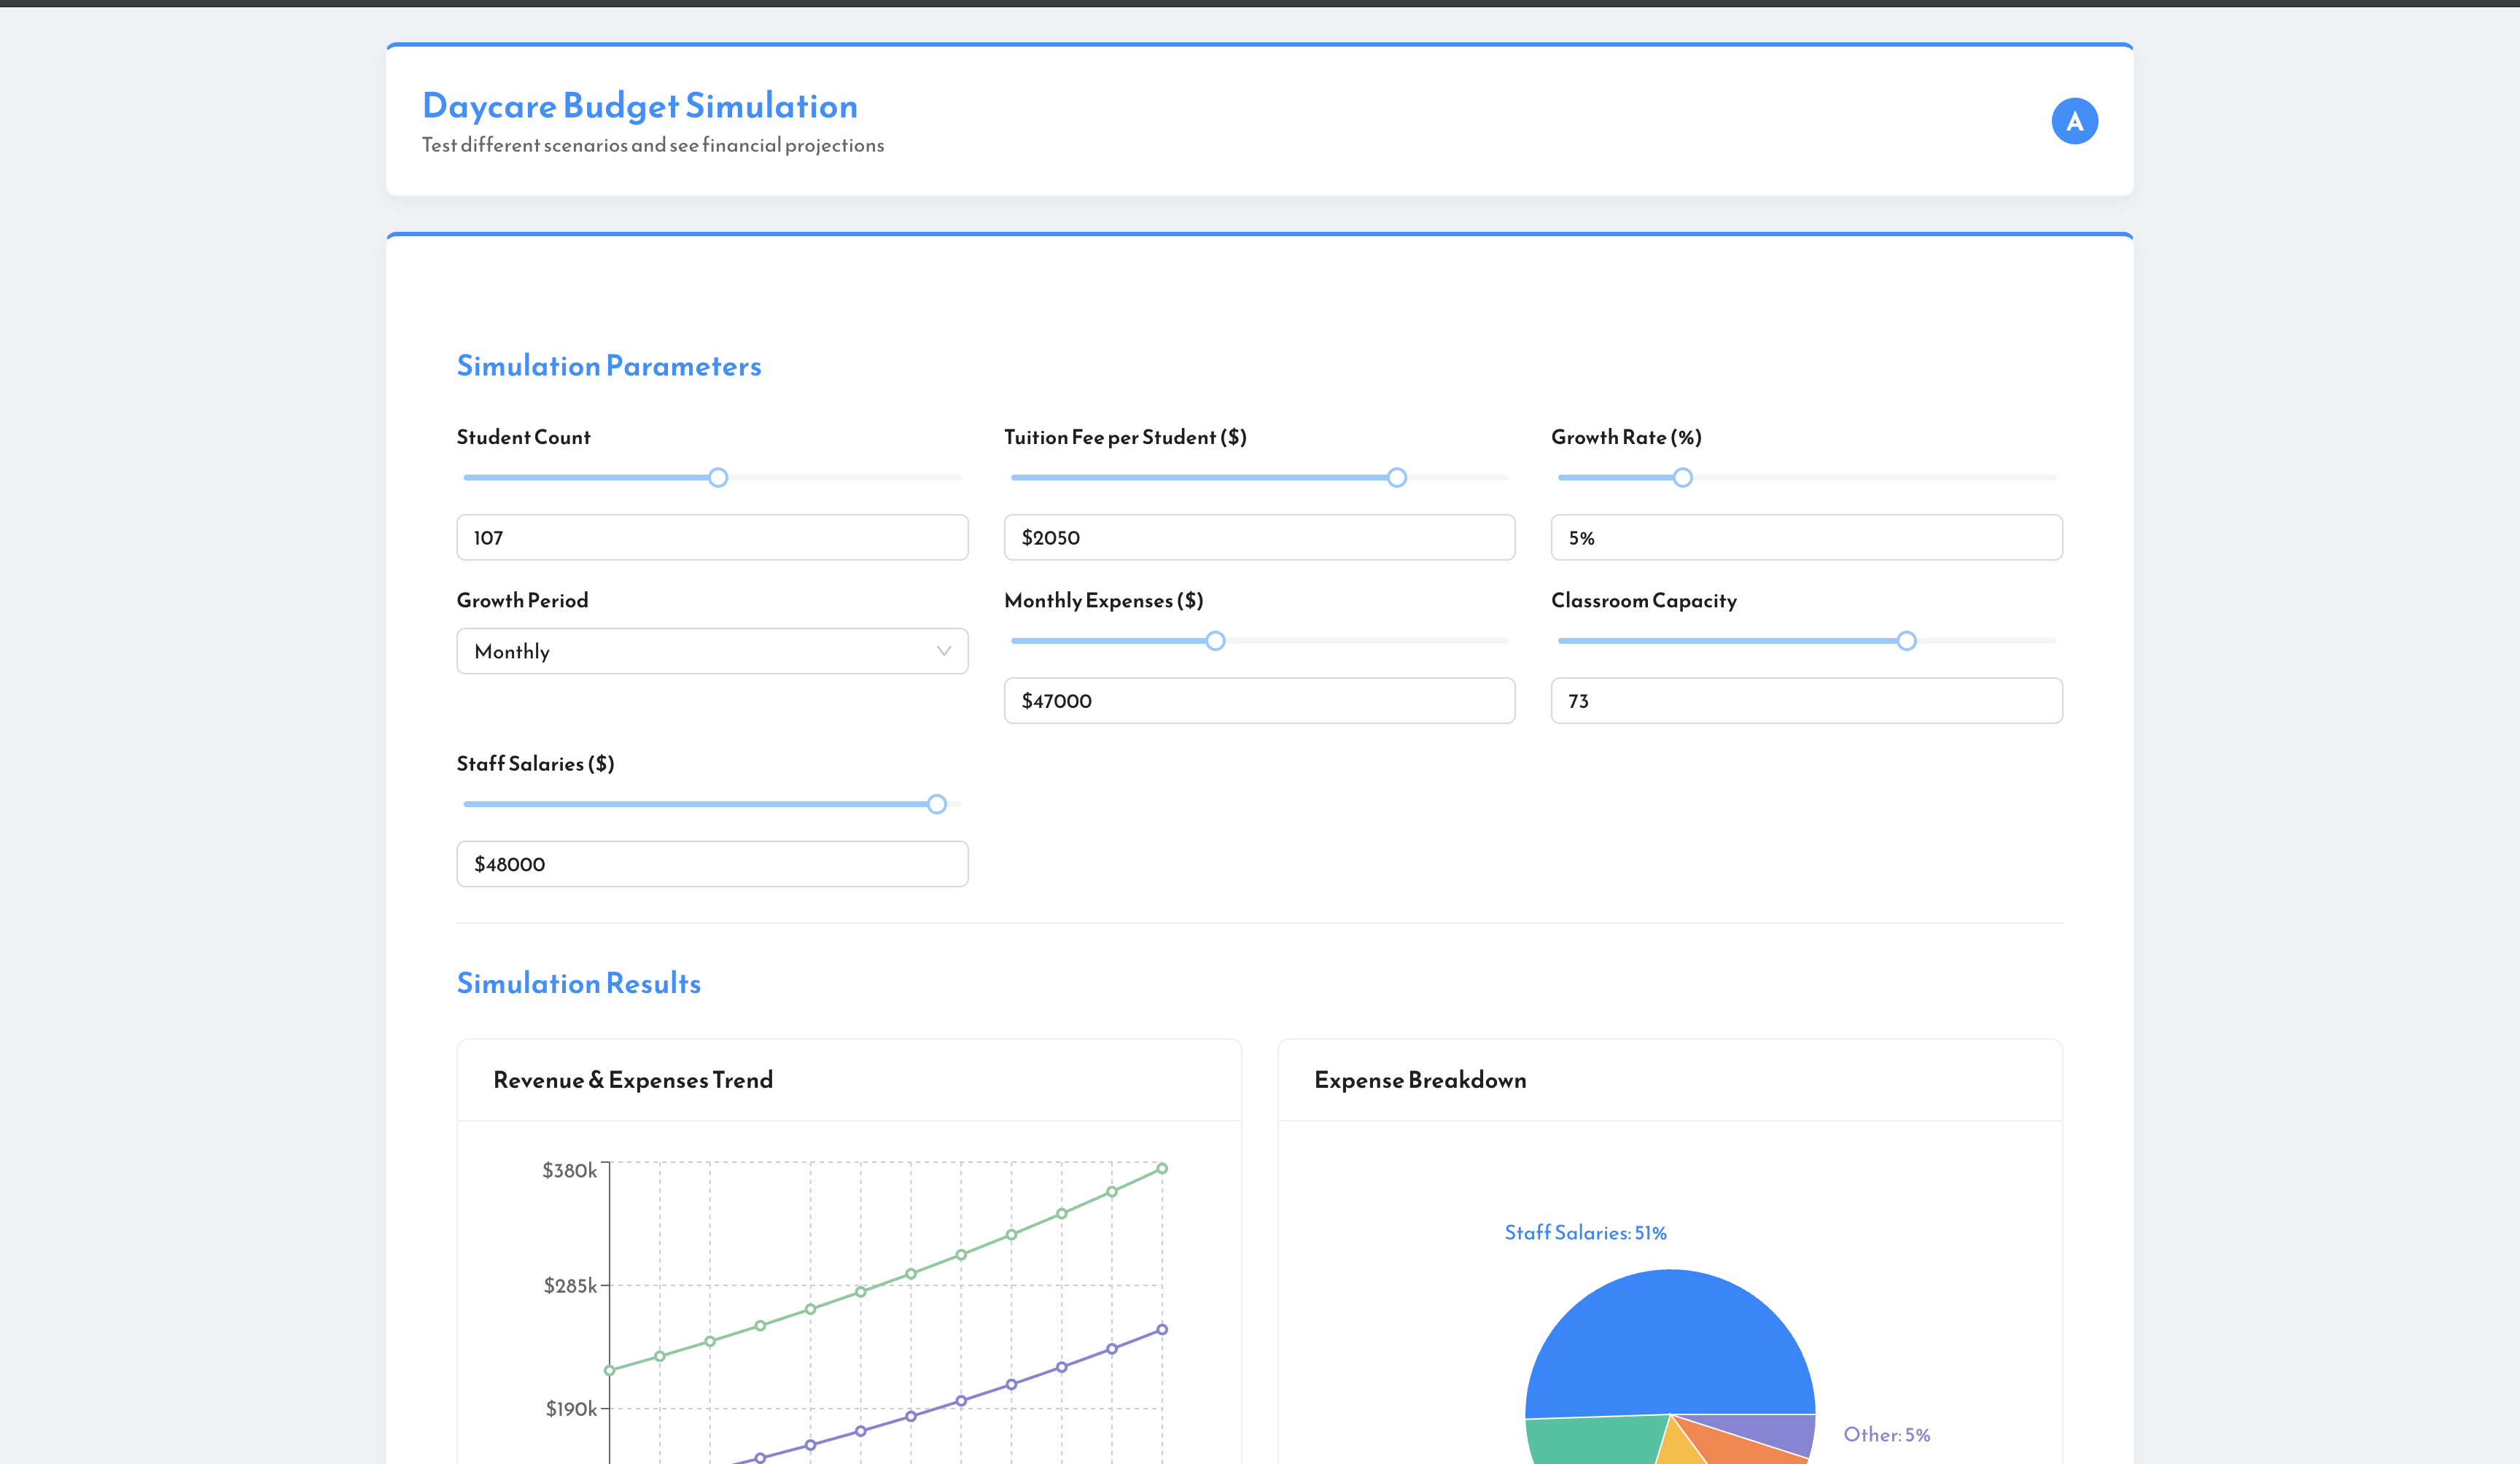 Daycare Budget Simulation
Test different scenarios and see financial projections
A
Simulation Parameters
Student Count
Tuition Fee per Student ($)
Growth Rate (%)
107
$2050
5%
Growth Period
Monthly Expenses ($)
Classroom Capacity
Monthly
$47000
73
Staff Salaries ($)
$48000
Simulation Results
Revenue & Expenses Trend
Expense Breakdown
$380k
$285k
$190k
Staff Salaries: 51%
Other: 5%